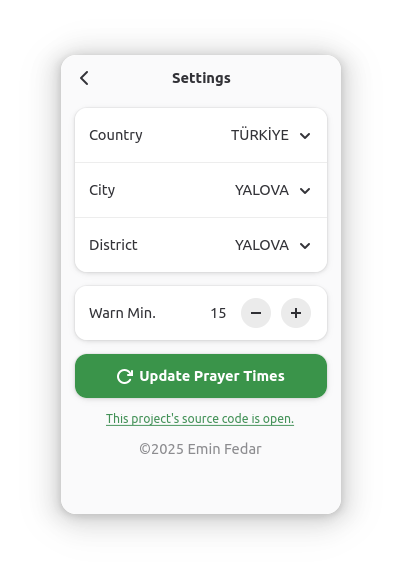 Settings
Country TÜRKİYE
City YALOVA
District YALOVA
Warn Min. 15
Update Prayer Times
This project's source code is open.
©2025 Emin Fedar